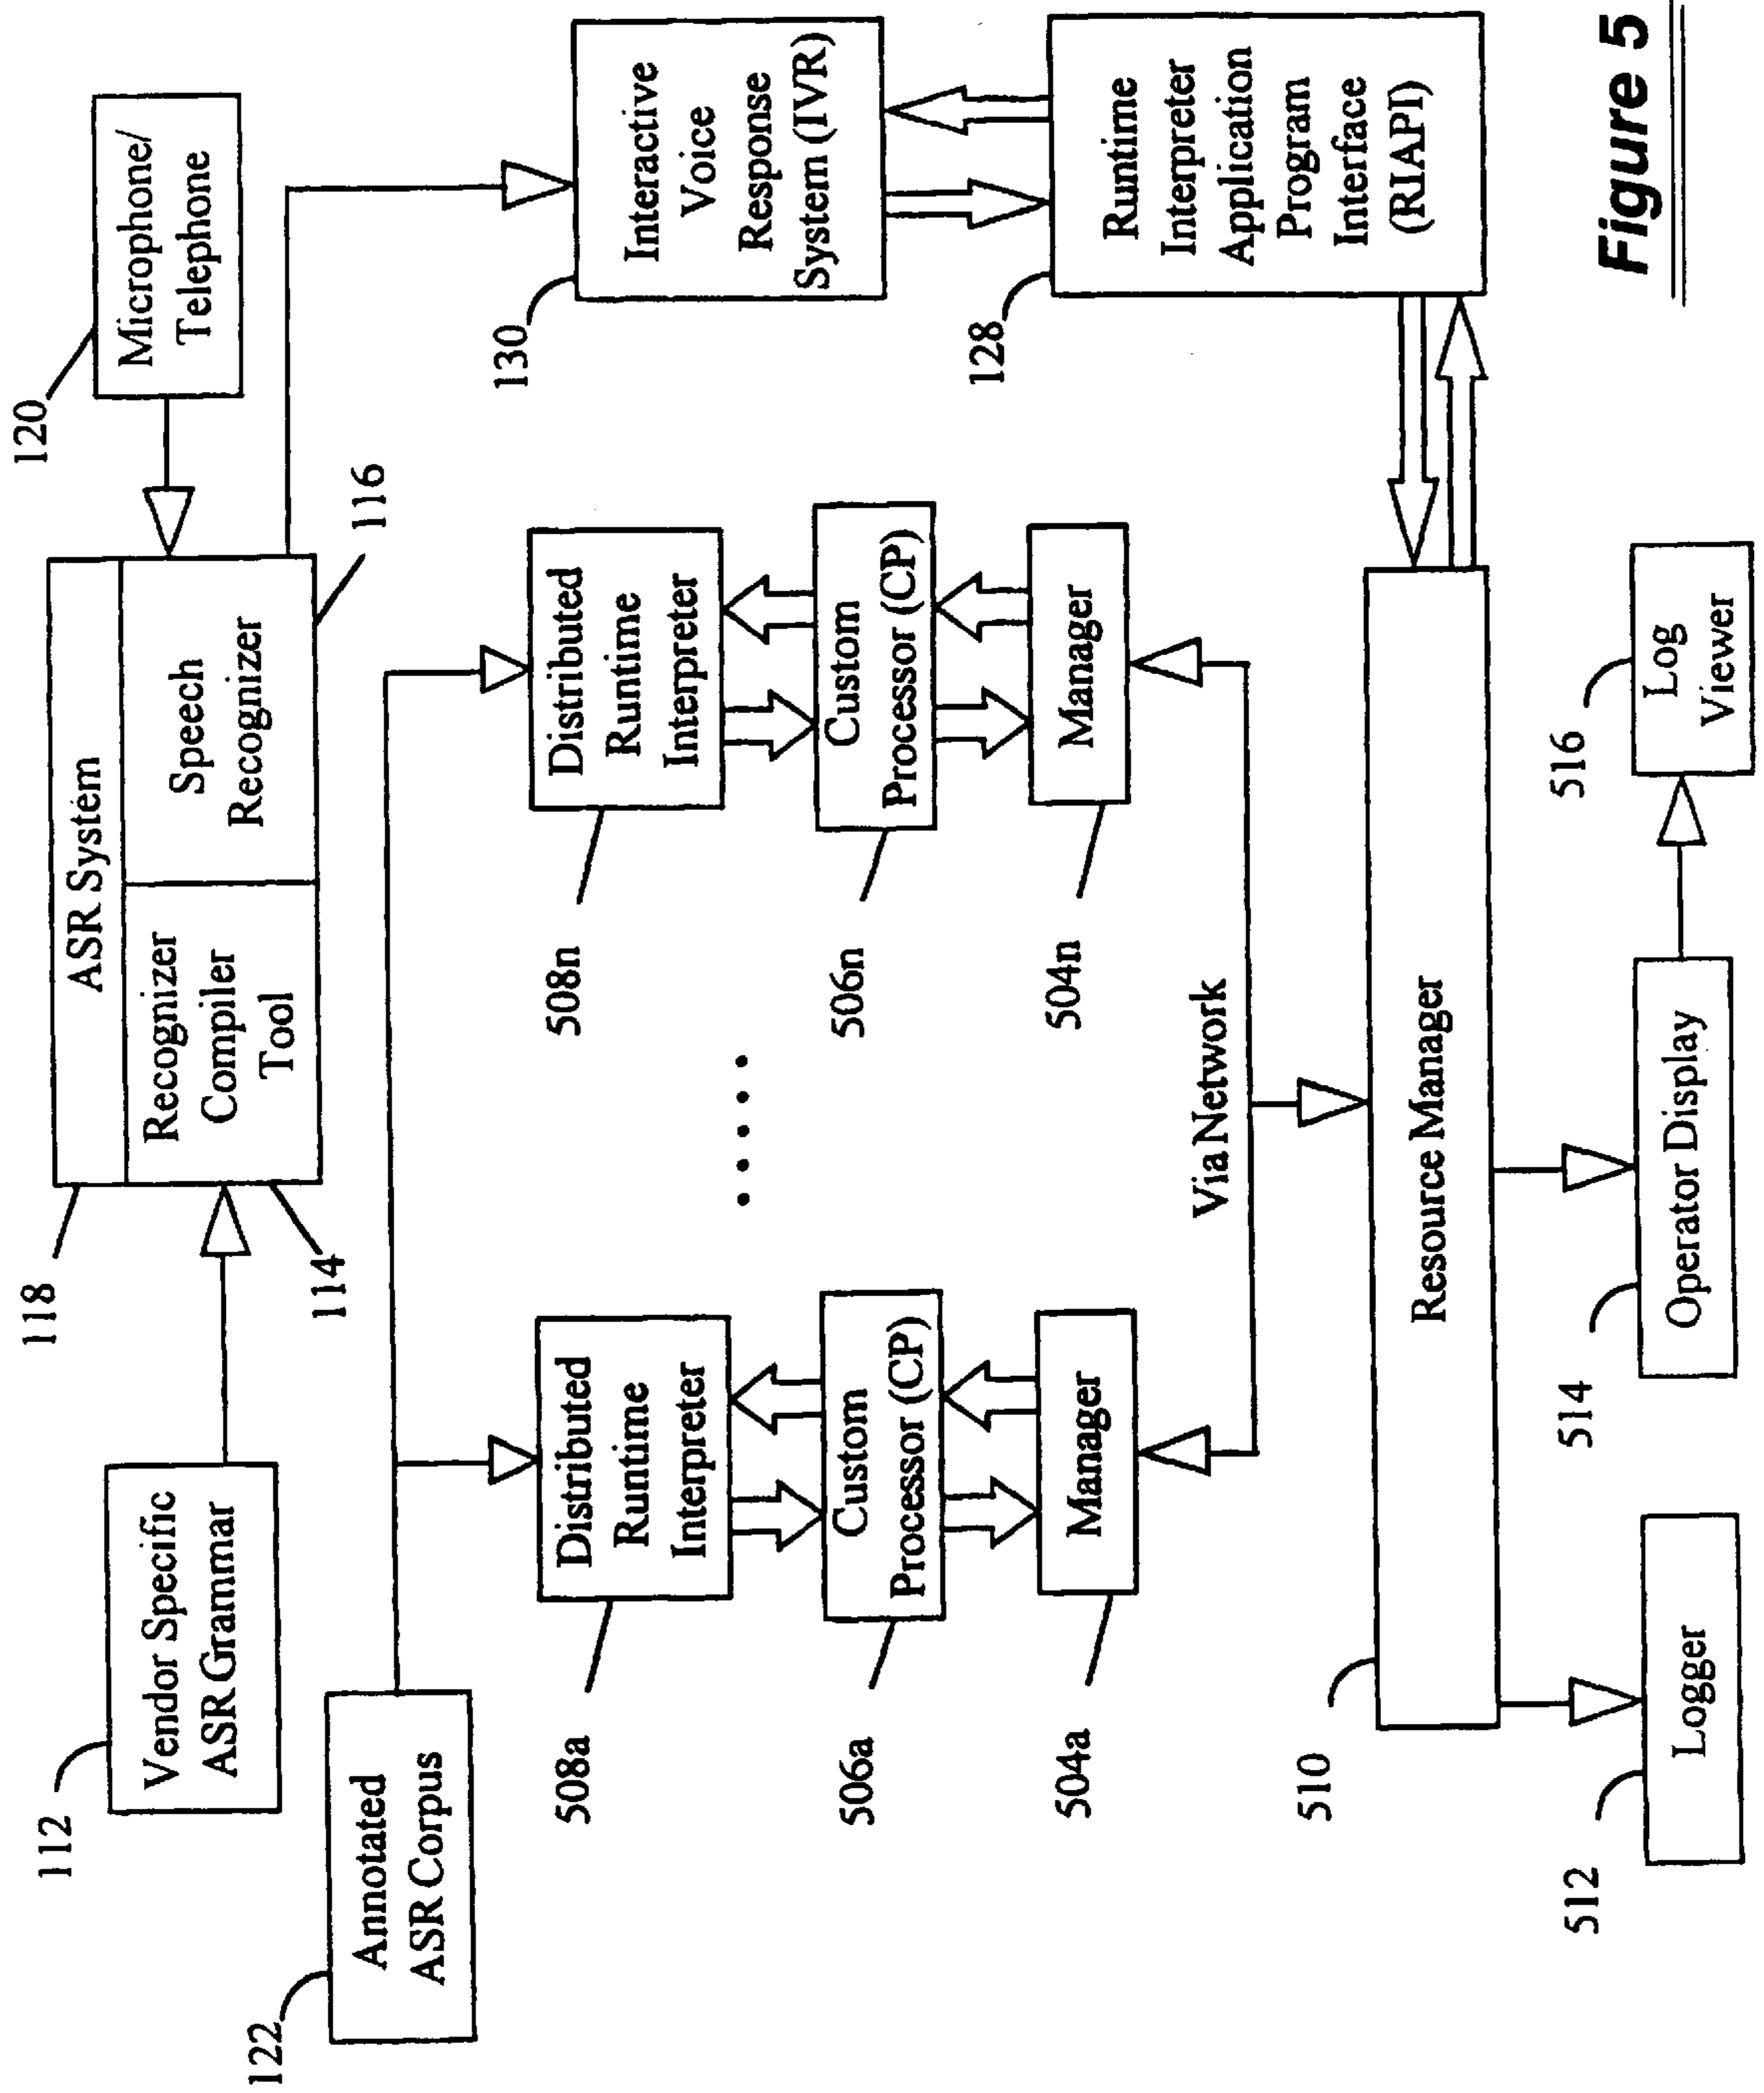 120
Microphone/
Telephone
118
ASR System
Recognizer
Compiler
Tool
Speech
Recognizer
114
116
112
Vendor Specific
ASR Grammar
122
Annotated
ASR Corpus
130
Interactive
Voice
Response
System (IVR)
508a
Distributed
Runtime
Interpreter
508n
Distributed
Runtime
Interpreter
506a
Custom
Processor (CP)
. . . . .
506n
Custom
Processor (CP)
504a
Manager
504n
Manager
128
Runtime
Interpreter
Application
Program
Interface
(RIAPI)
Via Network
510
Resource Manager
512
Logger
514
Operator Display
516
Log
Viewer
Figure 5